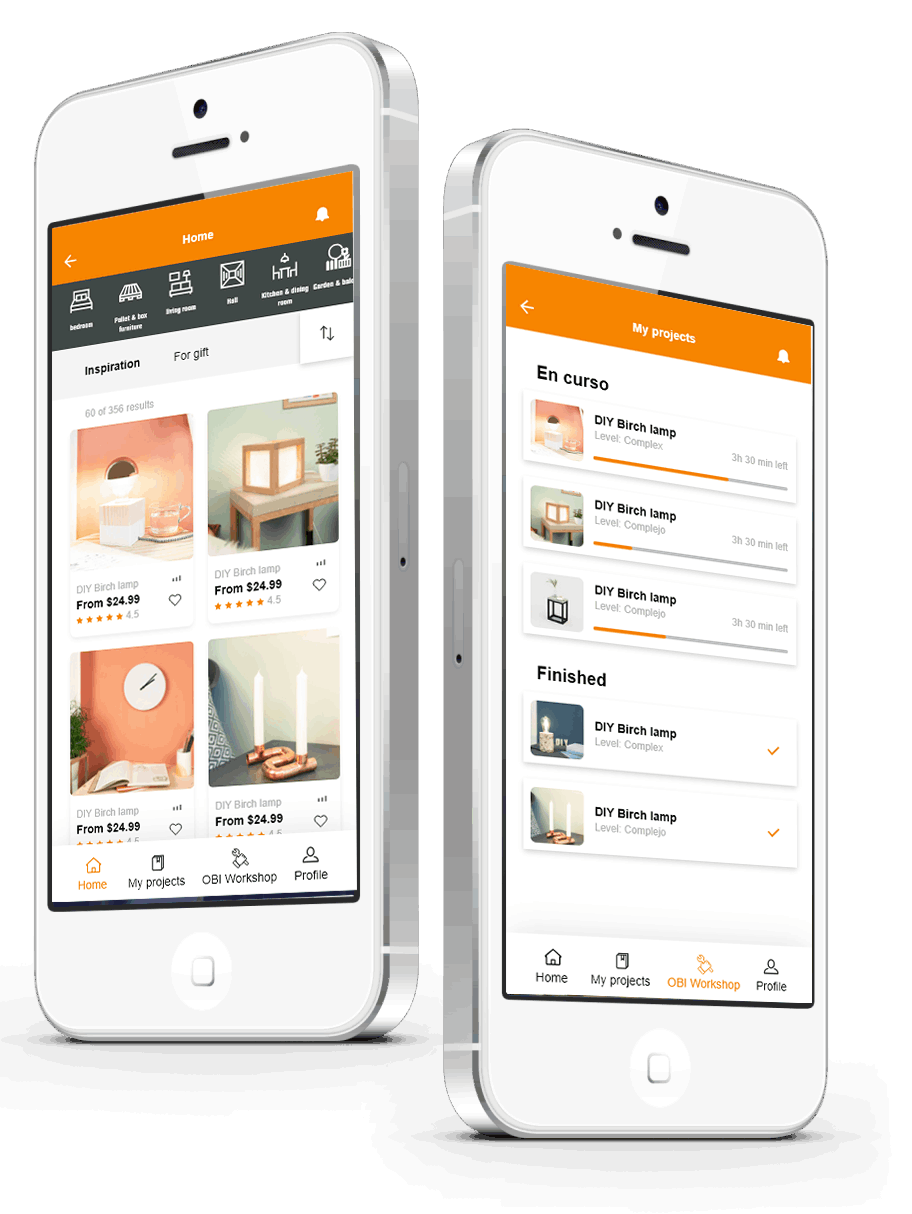 Home
bedroom
Pallet & box
furniture
living room
Hall
Kitchen & dining
room
Garden & balc
Inspiration
For gift
60 of 356 results
DIY Birch lamp
From $24.99
4.5
DIY Birch lamp
From $24.99
4.5
DIY Birch lamp
From $24.99
4.5
DIY Birch lamp
From $24.99
4.5
Home
My projects
OBI Workshop
Profile
My projects
En curso
DIY Birch lamp
Level: Complex
3h 30 min left
DIY Birch lamp
Level: Complejo
3h 30 min left
DIY Birch lamp
Level: Complejo
3h 30 min left
Finished
DIY
DIY Birch lamp
Level: Complex
DIY Birch lamp
Level: Complejo
Home
My projects
OBI Workshop
Profile